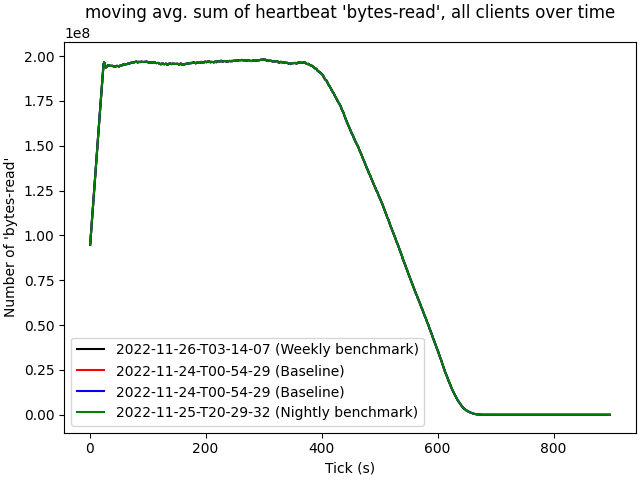 moving avg. sum of heartbeat 'bytes-read', all clients over time
1e8
2.00
1.75
1.50
1.25
1.00
0.75
0.50
0.25
0.00
Number of 'bytes-read'
2022-11-26-T03-14-07 (Weekly benchmark)
2022-11-24-T00-54-29 (Baseline)
2022-11-24-T00-54-29 (Baseline)
2022-11-25-T20-29-32 (Nightly benchmark)
0 200 400 600 800
Tick (s)